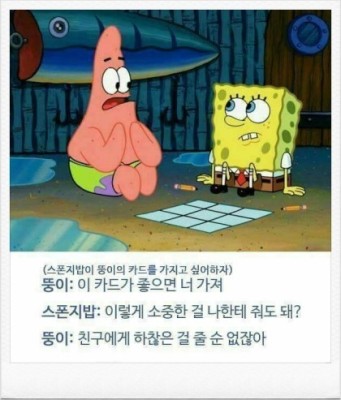 (스폰지밥이 뚱이의 카드를 가지고 싶어하자)
뚱이: 이 카드가 좋으면 너 가져
스폰지밥: 이렇게 소중한 걸 나한테 줘도 돼?
뚱이: 친구에게 하찮은 걸 줄 순 없잖아